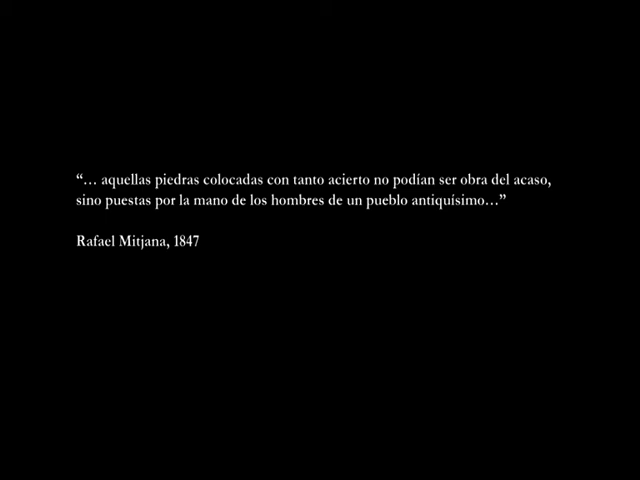 “… aquellas piedras colocadas con tanto acierto no podían ser obra del acaso,
sino puestas por la mano de los hombres de un pueblo antiquísimo…”
Rafael Mitjana, 1847